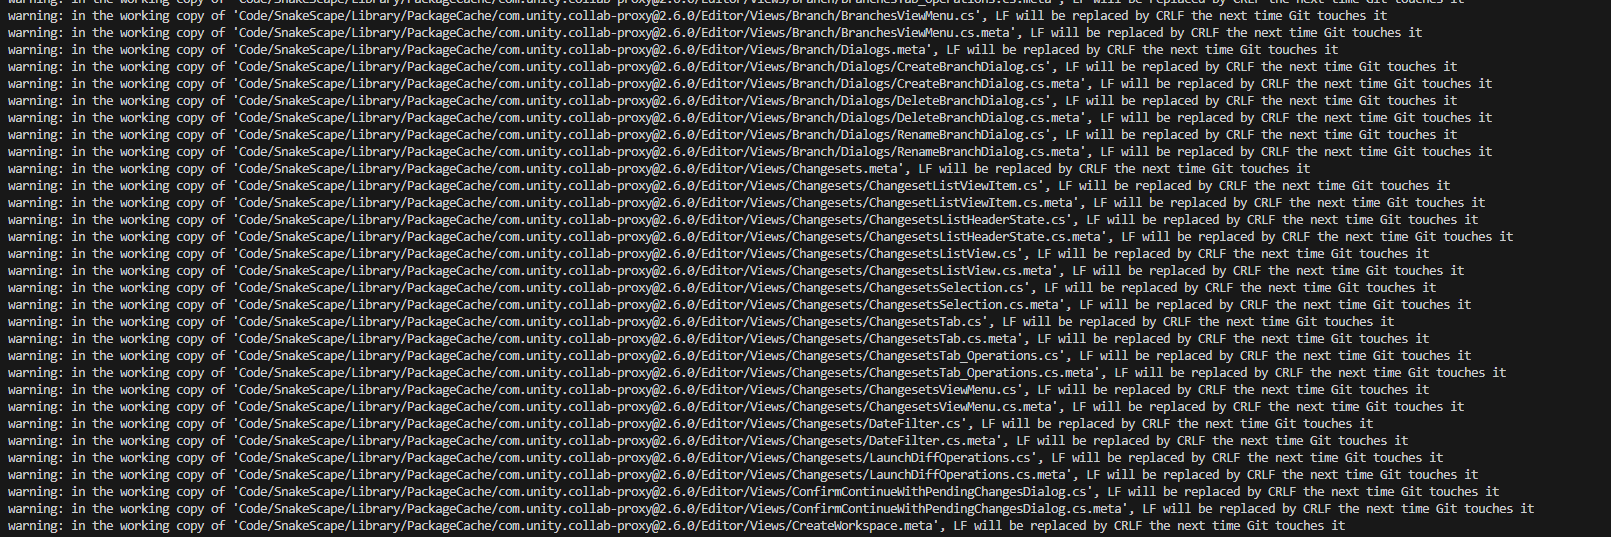 warning: in the working copy of 'Code/SnakeScape/Library/PackageCache/com.unity.collab-proxy@2.6.0/Editor/Views/Branch/BranchesTab_Operations.cs.meta', LF will be replaced by CRLF the next time Git touches it
warning: in the working copy of 'Code/SnakeScape/Library/PackageCache/com.unity.collab-proxy@2.6.0/Editor/Views/Branch/BranchesViewMenu.cs', LF will be replaced by CRLF the next time Git touches it
warning: in the working copy of 'Code/SnakeScape/Library/PackageCache/com.unity.collab-proxy@2.6.0/Editor/Views/Branch/BranchesViewMenu.cs.meta', LF will be replaced by CRLF the next time Git touches it
warning: in the working copy of 'Code/SnakeScape/Library/PackageCache/com.unity.collab-proxy@2.6.0/Editor/Views/Branch/Dialogs.meta', LF will be replaced by CRLF the next time Git touches it
warning: in the working copy of 'Code/SnakeScape/Library/PackageCache/com.unity.collab-proxy@2.6.0/Editor/Views/Branch/Dialogs/CreateBranchDialog.cs', LF will be replaced by CRLF the next time Git touches it
warning: in the working copy of 'Code/SnakeScape/Library/PackageCache/com.unity.collab-proxy@2.6.0/Editor/Views/Branch/Dialogs/CreateBranchDialog.cs.meta', LF will be replaced by CRLF the next time Git touches it
warning: in the working copy of 'Code/SnakeScape/Library/PackageCache/com.unity.collab-proxy@2.6.0/Editor/Views/Branch/Dialogs/DeleteBranchDialog.cs', LF will be replaced by CRLF the next time Git touches it
warning: in the working copy of 'Code/SnakeScape/Library/PackageCache/com.unity.collab-proxy@2.6.0/Editor/Views/Branch/Dialogs/DeleteBranchDialog.cs.meta', LF will be replaced by CRLF the next time Git touches it
warning: in the working copy of 'Code/SnakeScape/Library/PackageCache/com.unity.collab-proxy@2.6.0/Editor/Views/Branch/Dialogs/RenameBranchDialog.cs', LF will be replaced by CRLF the next time Git touches it
warning: in the working copy of 'Code/SnakeScape/Library/PackageCache/com.unity.collab-proxy@2.6.0/Editor/Views/Branch/Dialogs/RenameBranchDialog.cs.meta', LF will be replaced by CRLF the next time Git touches it
warning: in the working copy of 'Code/SnakeScape/Library/PackageCache/com.unity.collab-proxy@2.6.0/Editor/Views/Changesets.meta', LF will be replaced by CRLF the next time Git touches it
warning: in the working copy of 'Code/SnakeScape/Library/PackageCache/com.unity.collab-proxy@2.6.0/Editor/Views/Changesets/ChangesetListViewItem.cs', LF will be replaced by CRLF the next time Git touches it
warning: in the working copy of 'Code/SnakeScape/Library/PackageCache/com.unity.collab-proxy@2.6.0/Editor/Views/Changesets/ChangesetListViewItem.cs.meta', LF will be replaced by CRLF the next time Git touches it
warning: in the working copy of 'Code/SnakeScape/Library/PackageCache/com.unity.collab-proxy@2.6.0/Editor/Views/Changesets/ChangesetsListHeaderState.cs', LF will be replaced by CRLF the next time Git touches it
warning: in the working copy of 'Code/SnakeScape/Library/PackageCache/com.unity.collab-proxy@2.6.0/Editor/Views/Changesets/ChangesetsListHeaderState.cs.meta', LF will be replaced by CRLF the next time Git touches it
warning: in the working copy of 'Code/SnakeScape/Library/PackageCache/com.unity.collab-proxy@2.6.0/Editor/Views/Changesets/ChangesetsListView.cs', LF will be replaced by CRLF the next time Git touches it
warning: in the working copy of 'Code/SnakeScape/Library/PackageCache/com.unity.collab-proxy@2.6.0/Editor/Views/Changesets/ChangesetsListView.cs.meta', LF will be replaced by CRLF the next time Git touches it
warning: in the working copy of 'Code/SnakeScape/Library/PackageCache/com.unity.collab-proxy@2.6.0/Editor/Views/Changesets/ChangesetsSelection.cs', LF will be replaced by CRLF the next time Git touches it
warning: in the working copy of 'Code/SnakeScape/Library/PackageCache/com.unity.collab-proxy@2.6.0/Editor/Views/Changesets/ChangesetsSelection.cs.meta', LF will be replaced by CRLF the next time Git touches it
warning: in the working copy of 'Code/SnakeScape/Library/PackageCache/com.unity.collab-proxy@2.6.0/Editor/Views/Changesets/ChangesetsTab.cs', LF will be replaced by CRLF the next time Git touches it
warning: in the working copy of 'Code/SnakeScape/Library/PackageCache/com.unity.collab-proxy@2.6.0/Editor/Views/Changesets/ChangesetsTab.cs.meta', LF will be replaced by CRLF the next time Git touches it
warning: in the working copy of 'Code/SnakeScape/Library/PackageCache/com.unity.collab-proxy@2.6.0/Editor/Views/Changesets/ChangesetsTab_Operations.cs', LF will be replaced by CRLF the next time Git touches it
warning: in the working copy of 'Code/SnakeScape/Library/PackageCache/com.unity.collab-proxy@2.6.0/Editor/Views/Changesets/ChangesetsTab_Operations.cs.meta', LF will be replaced by CRLF the next time Git touches it
warning: in the working copy of 'Code/SnakeScape/Library/PackageCache/com.unity.collab-proxy@2.6.0/Editor/Views/Changesets/ChangesetsViewMenu.cs', LF will be replaced by CRLF the next time Git touches it
warning: in the working copy of 'Code/SnakeScape/Library/PackageCache/com.unity.collab-proxy@2.6.0/Editor/Views/Changesets/ChangesetsViewMenu.cs.meta', LF will be replaced by CRLF the next time Git touches it
warning: in the working copy of 'Code/SnakeScape/Library/PackageCache/com.unity.collab-proxy@2.6.0/Editor/Views/Changesets/DateFilter.cs', LF will be replaced by CRLF the next time Git touches it
warning: in the working copy of 'Code/SnakeScape/Library/PackageCache/com.unity.collab-proxy@2.6.0/Editor/Views/Changesets/DateFilter.cs.meta', LF will be replaced by CRLF the next time Git touches it
warning: in the working copy of 'Code/SnakeScape/Library/PackageCache/com.unity.collab-proxy@2.6.0/Editor/Views/Changesets/LaunchDiffOperations.cs', LF will be replaced by CRLF the next time Git touches it
warning: in the working copy of 'Code/SnakeScape/Library/PackageCache/com.unity.collab-proxy@2.6.0/Editor/Views/Changesets/LaunchDiffOperations.cs.meta', LF will be replaced by CRLF the next time Git touches it
warning: in the working copy of 'Code/SnakeScape/Library/PackageCache/com.unity.collab-proxy@2.6.0/Editor/Views/ConfirmContinueWithPendingChangesDialog.cs', LF will be replaced by CRLF the next time Git touches it
warning: in the working copy of 'Code/SnakeScape/Library/PackageCache/com.unity.collab-proxy@2.6.0/Editor/Views/ConfirmContinueWithPendingChangesDialog.cs.meta', LF will be replaced by CRLF the next time Git touches it
warning: in the working copy of 'Code/SnakeScape/Library/PackageCache/com.unity.collab-proxy@2.6.0/Editor/Views/CreateWorkspace.meta', LF will be replaced by CRLF the next time Git touches it